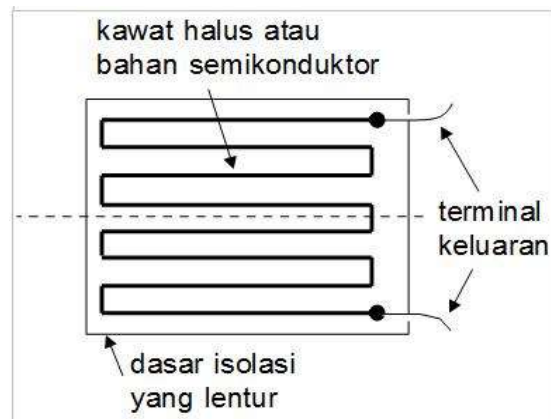 kawat halus atau
bahan semikonduktor
terminal
keluaran
dasar isolasi
yang lentur